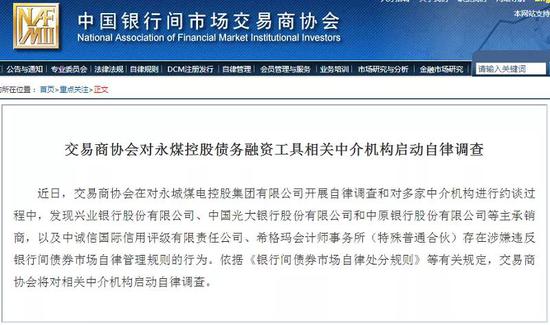 NAFMII
中国银行间市场交易商协会
National Association of Financial Market Institutional Investors
本网站支持
公告与通知 专业委员会 法律法规 自律规则 DCM注册发行 自律管理 会员管理与服务 业务培训 市场研究与分析 金融市场研究 请输入关键词
的所在位置: 首页>重点关注>正文
交易商协会对永煤控股债务融资工具相关中介机构启动自律调查
近日,交易商协会在对永城煤电控股集团有限公司开展自律调查和对多家中介机构进行约谈过
程中,发现兴业银行股份有限公司、中国光大银行股份有限公司和中原银行股份有限公司等主承销
商,以及中诚信国际信用评级有限责任公司、希格玛会计师事务所(特殊普通合伙)存在涉嫌违反
银行间债券市场自律管理规则的行为。依据《银行间债券市场自律处分规则》等有关规定,交易商
协会将对相关中介机构启动自律调查。